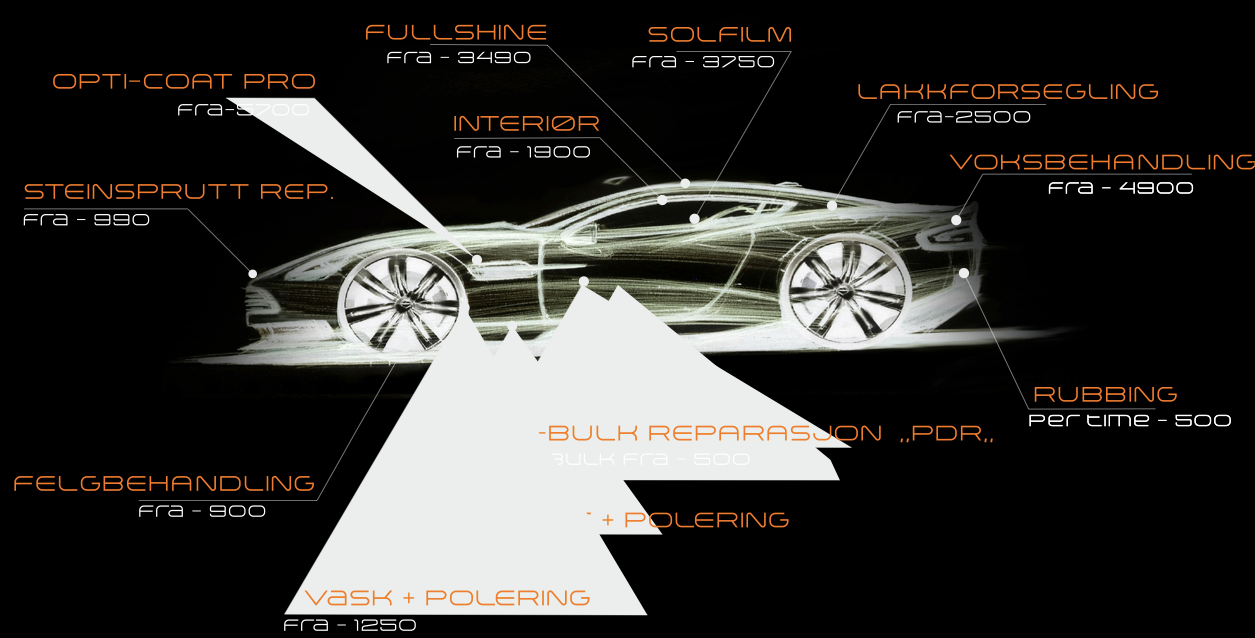 FULLSHINE
Fra - 3490
SOLFILM
Fra - 3750
OPTI-COAT PRO
Fra-5700
LAKKFORSEGLING
Fra-2500
INTERIØR
Fra - 1900
VOKSBEHANDLING
Fra - 4900
STEINSPRUTT REP.
Fra - 990
RUBBING
Per time - 500
-BULK REPARASJON „PDR„
BULK Fra - 500
FELGBEHANDLING
Fra - 900
+ POLERING
Vask + POLERING
Fra - 1250